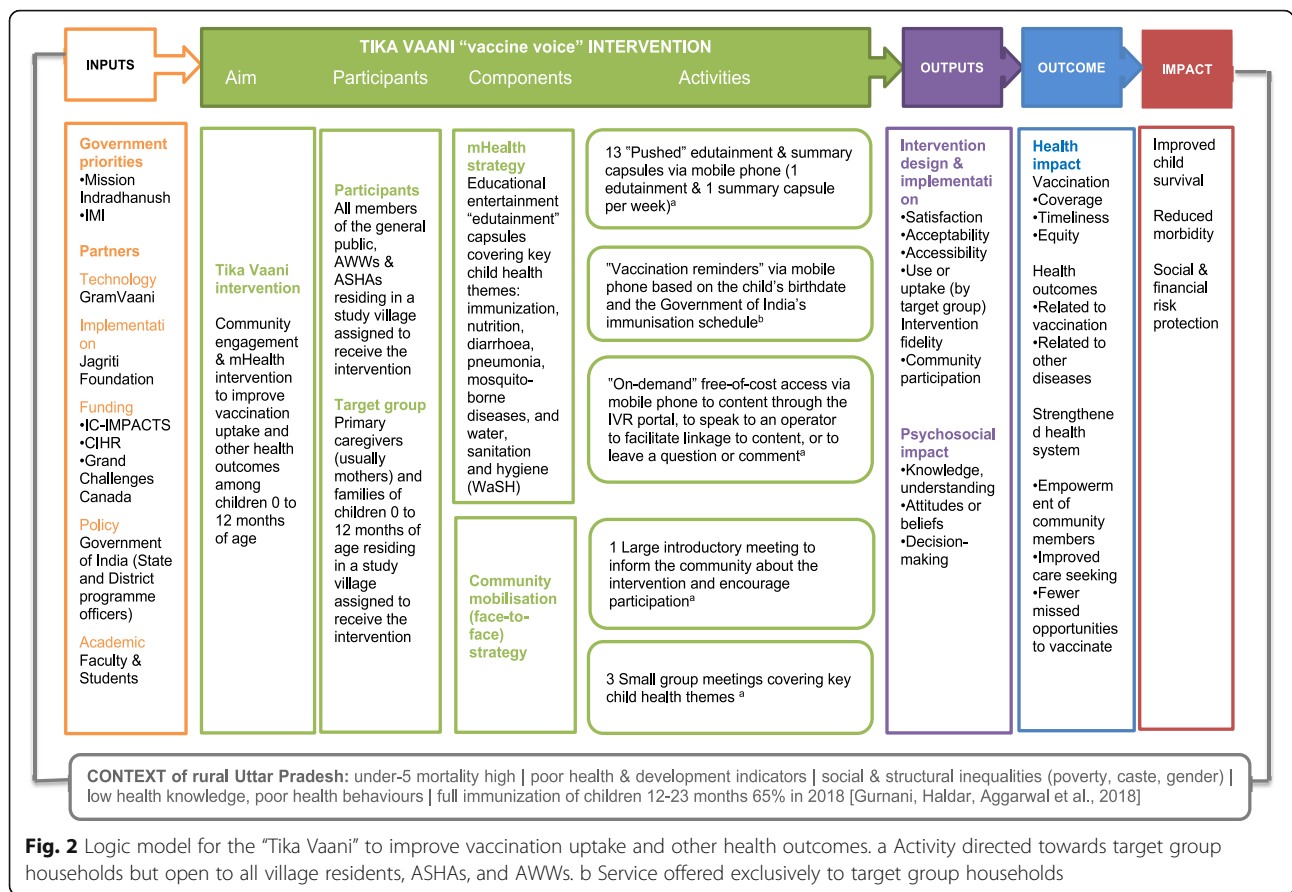 INPUTS
TIKA VAANI “vaccine voice” INTERVENTION
Aim
Participants
Components
Activities
OUTPUTS
OUTCOME
IMPACT
Government
priorities
•Mission
Indradhanush
•IMI
Partners
Technology
GramVaani
Implementati
on
Jagriti
Foundation
Funding
•IC-IMPACTS
•CIHR
•Grand
Challenges
Canada
Policy
Government
of India (State
and District
programme
officers)
Academic
Faculty &
Students
Tika Vaani
intervention
Community
engagement
& mHealth
intervention
to improve
vaccination
uptake and
other health
outcomes
among
children 0 to
12 months
of age
Participants
All members
of the general
public,
AWWs &
ASHAs
residing in a
study village
assigned to
receive the
intervention
Target group
Primary
caregivers
(usually
mothers) and
families of
children 0 to
12 months of
age residing
in a study
village
assigned to
receive the
intervention
mHealth
strategy
Educational
entertainment
“edutainment”
capsules
covering key
child health
themes:
immunization,
nutrition,
diarrhoea,
pneumonia,
mosquito-
borne
diseases, and
water,
sanitation
and hygiene
(WaSH)
Community
mobilisation
(face-to-
face)
strategy
13 "Pushed" edutainment & summary
capsules via mobile phone (1
edutainment & 1 summary capsule
per week)a
"Vaccination reminders” via mobile
phone based on the child’s birthdate
and the Government of India’s
immunisation scheduleb
"On-demand” free-of-cost access via
mobile phone to content through the
IVR portal, to speak to an operator
to facilitate linkage to content, or to
leave a question or commenta
1 Large introductory meeting to
inform the community about the
intervention and encourage
participationa
3 Small group meetings covering key
child health themes a
Intervention
design &
implementati
on
•Satisfaction
•Acceptability
•Accessibility
•Use or
uptake (by
target group)
Intervention
fidelity
•Community
participation
Psychosocial
impact
•Knowledge,
understanding
•Attitudes or
beliefs
•Decision-
making
Health
impact
Vaccination
•Coverage
•Timeliness
•Equity
Health
outcomes
•Related to
vaccination
•Related to
other
diseases
Strengthene
d health
system
•Empowerm
ent of
community
members
•Improved
care seeking
•Fewer
missed
opportunities
to vaccinate
Improved
child
survival
Reduced
morbidity
Social &
financial
risk
protection
CONTEXT of rural Uttar Pradesh: under-5 mortality high | poor health & development indicators | social & structural inequalities (poverty, caste, gender) |
low health knowledge, poor health behaviours | full immunization of children 12-23 months 65% in 2018 [Gurnani, Haldar, Aggarwal et al., 2018]
Fig. 2 Logic model for the “Tika Vaani” to improve vaccination uptake and other health outcomes. a Activity directed towards target group
households but open to all village residents, ASHAs, and AWWs. b Service offered exclusively to target group households